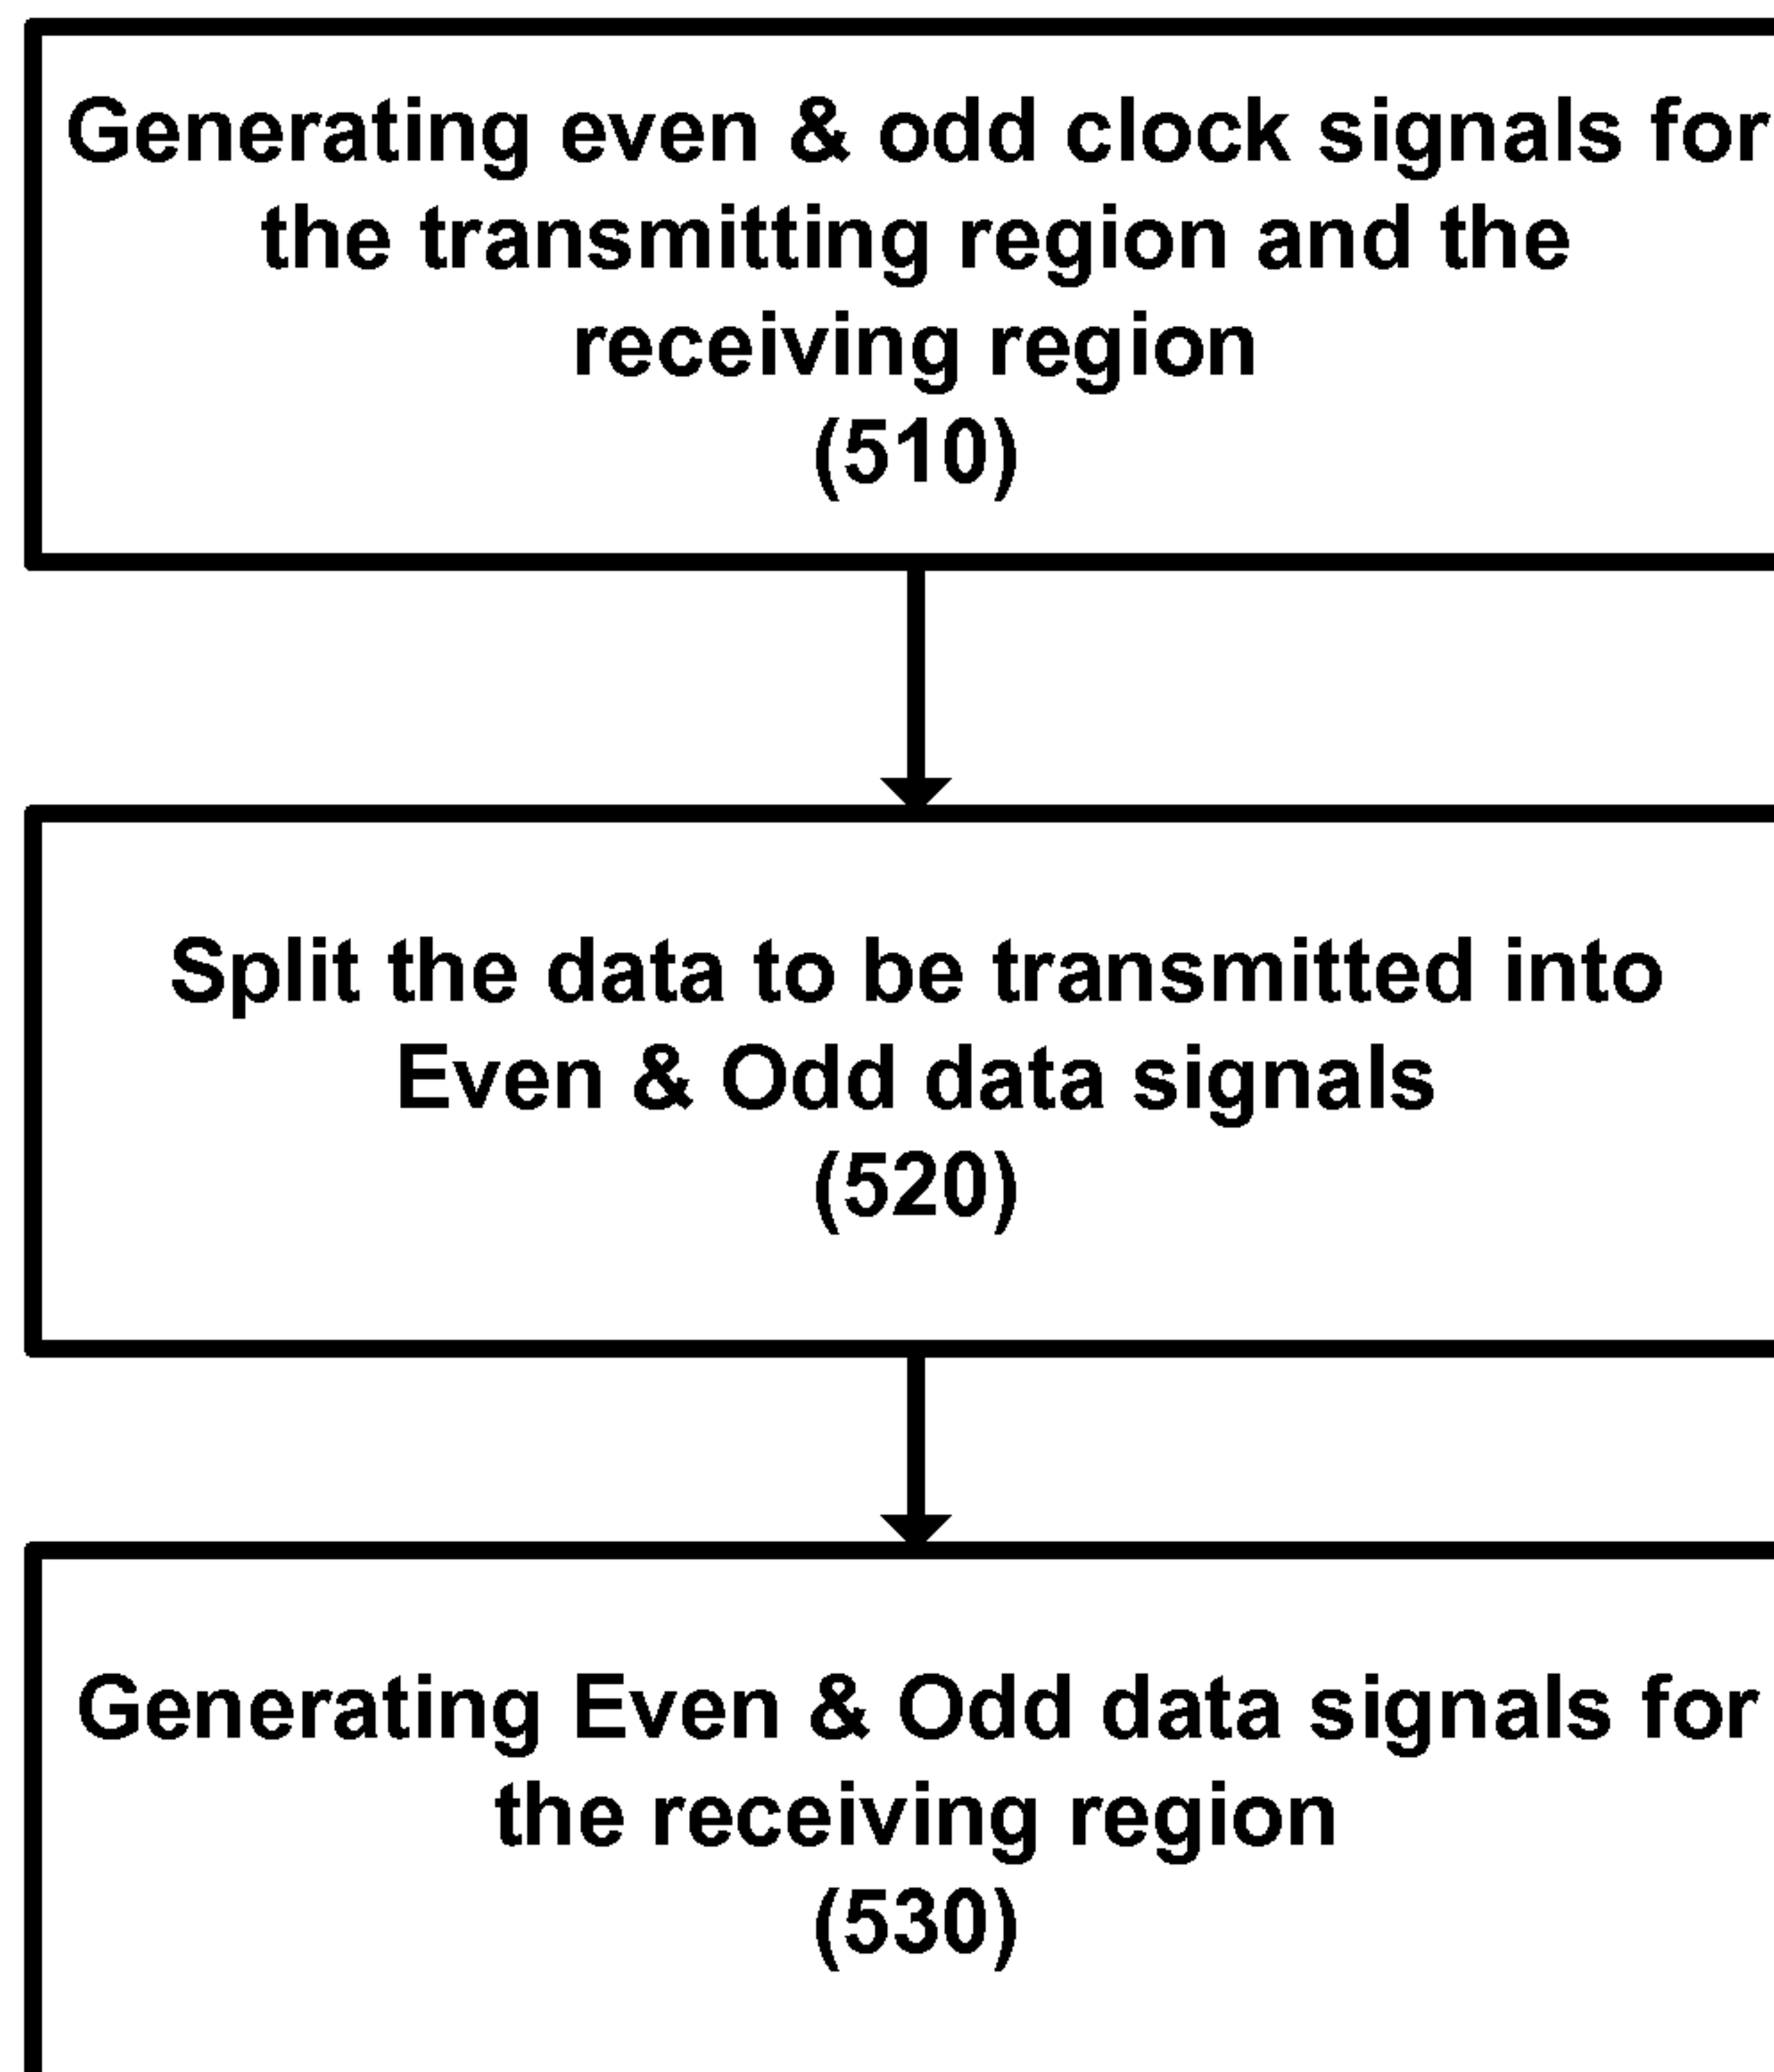 Generating even & odd clock signals for
the transmitting region and the
receiving region
(510)
Split the data to be transmitted into
Even & Odd data signals
(520)
Generating Even & Odd data signals for
the receiving region
(530)